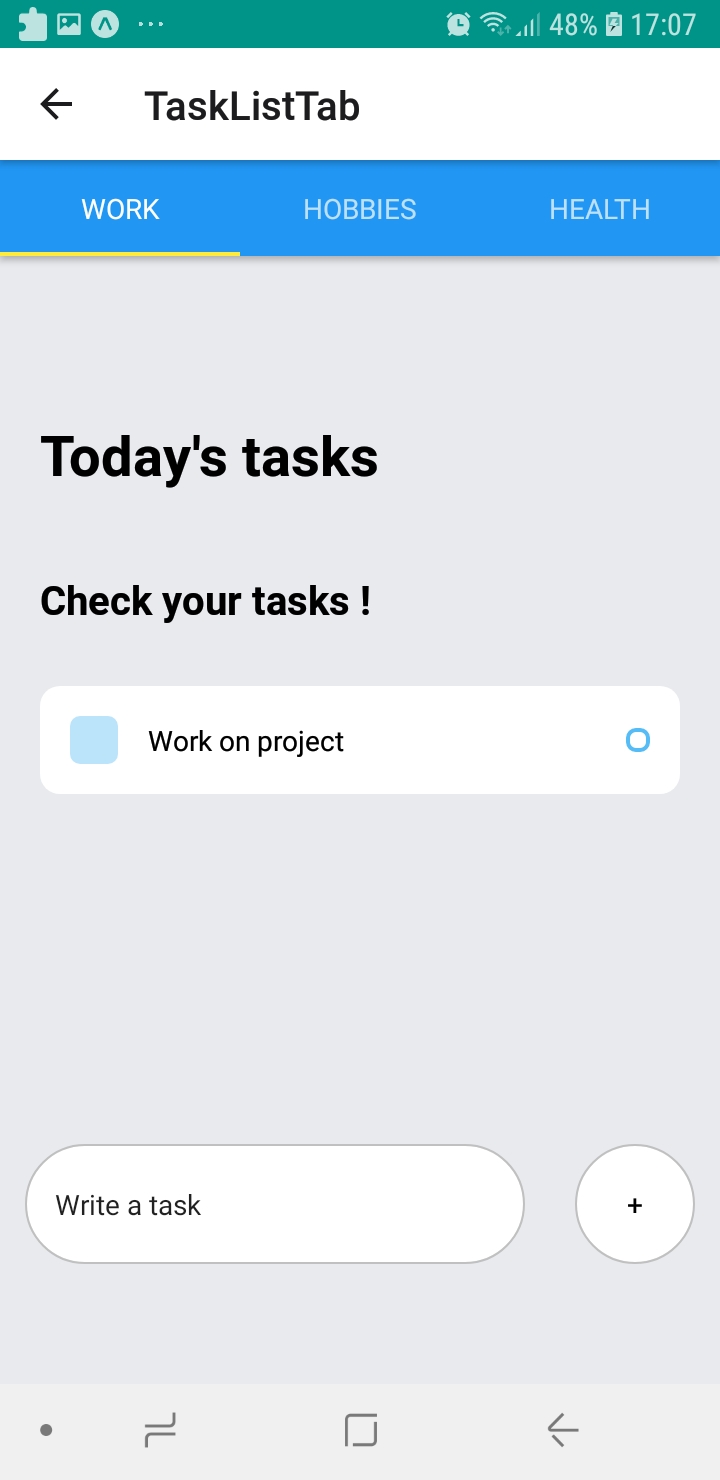 48% 17:07
TaskListTab
WORK HOBBIES HEALTH
Today's tasks
Check your tasks !
Work on project
Write a task +